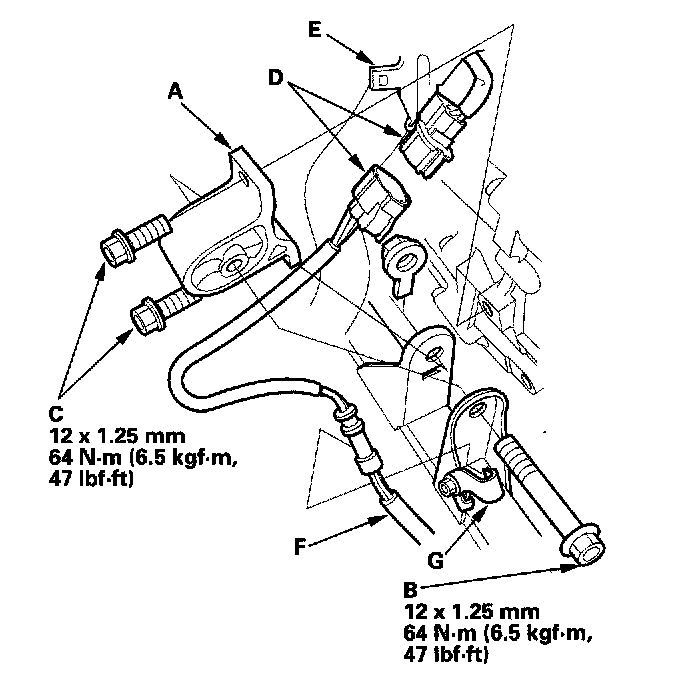 E
D
A
C
12 x 1.25 mm
64 N·m (6.5 kgf·m,
47 lbf·ft)
F
G
B
12 x 1.25 mm
64 N·m (6.5 kgf·m,
47 lbf·ft)